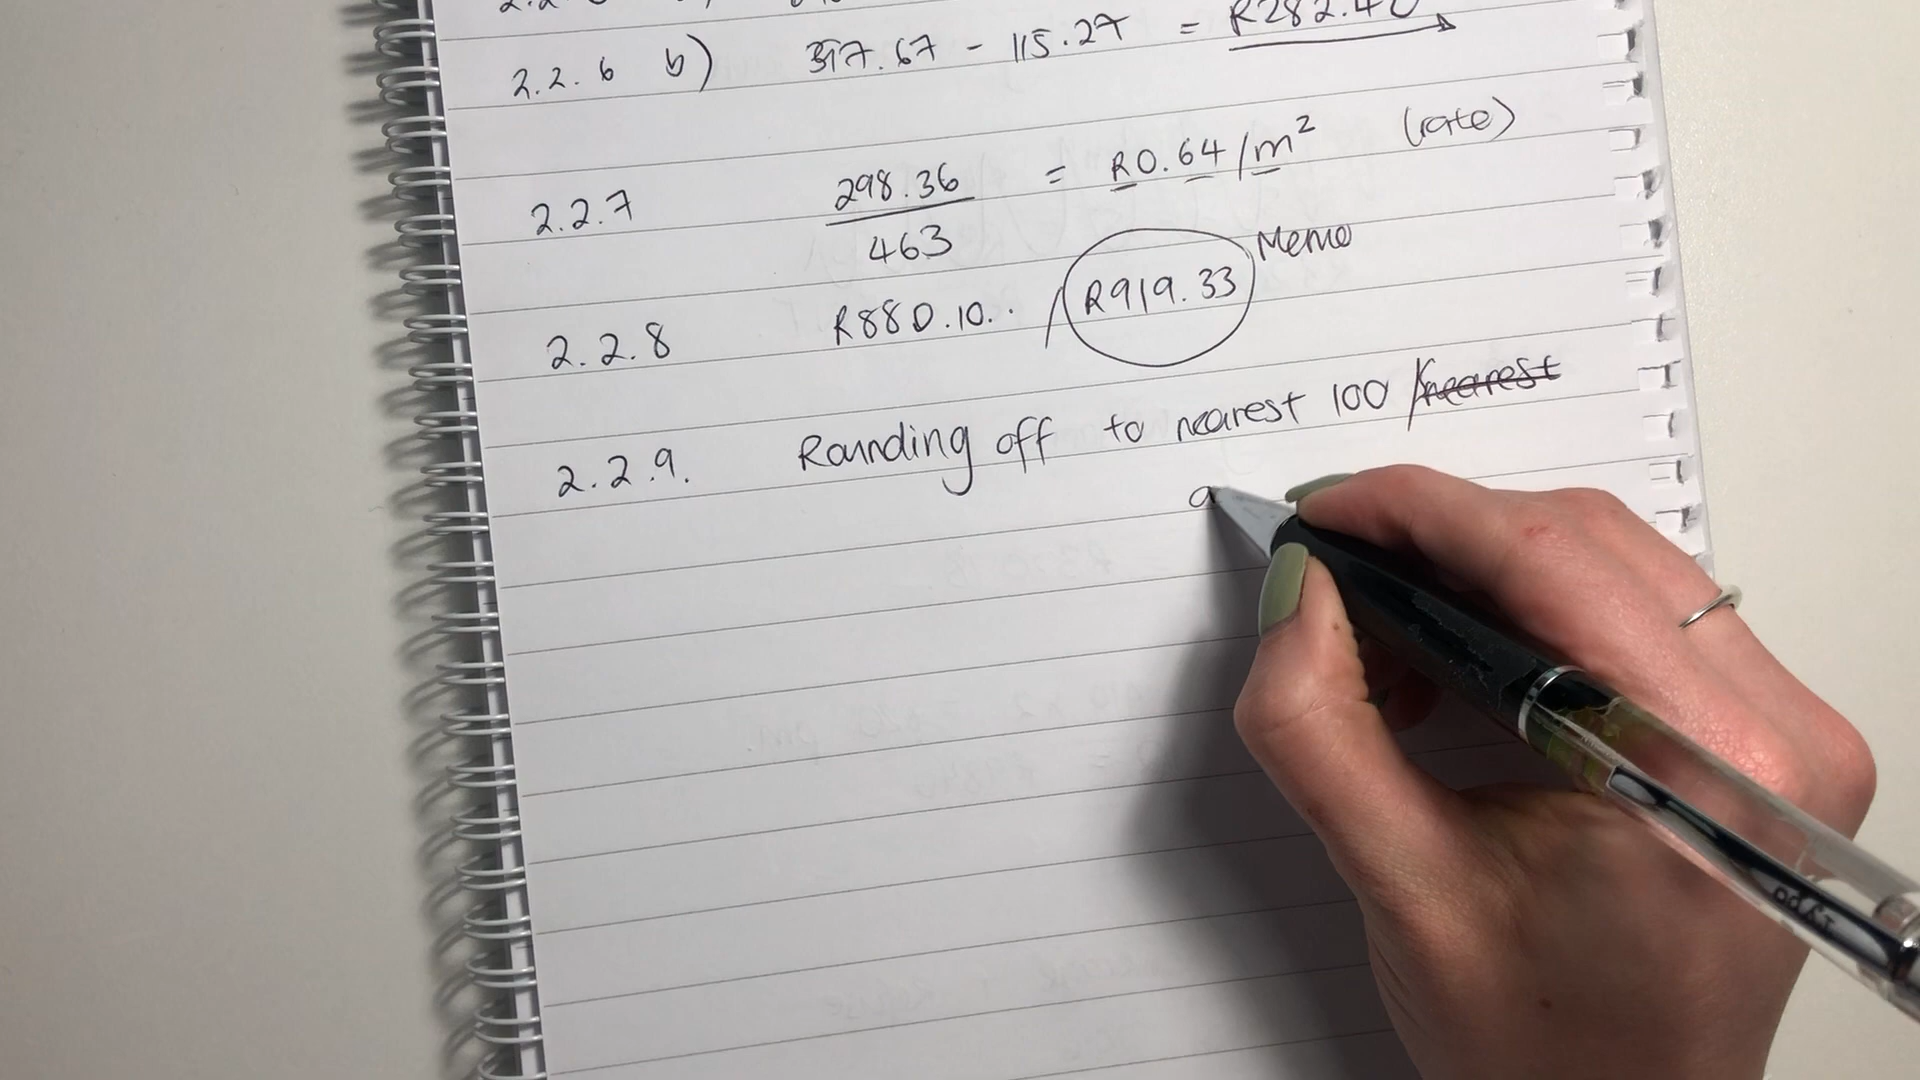 2.2.6 b) 397.67 - 115.27 = R282.40
2.2.7 298.36 = R0.64/m² (rate)
463
2.2.8 R880.10.. / R919.33 Memo
2.2.9. Rounding off to nearest 100 / nearest
a